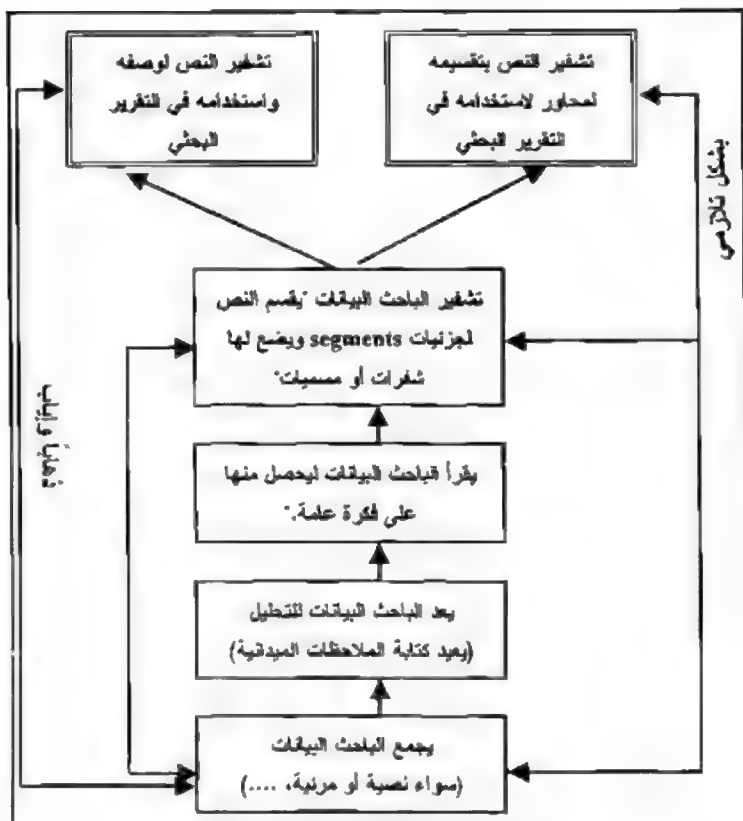 تشفير النص بتقسيمه
لمحاور لاستخدامه في
التقرير البحثي
تشفير النص لوصفه
واستخدامه في التقرير
البحثي
بشكل تلازمي
تشفير الباحث البيانات "يقسم النص
لجزئيات segments ويضع لها
شفرات أو مسميات"
ذهابا وإيابا
يقرأ الباحث البيانات ليحصل منها
على فكرة عامة."
يعد الباحث البيانات للتحليل
(يعيد كتابة الملاحظات الميدانية)
يجمع الباحث البيانات
(سواء نصية أو مرئية، ....)